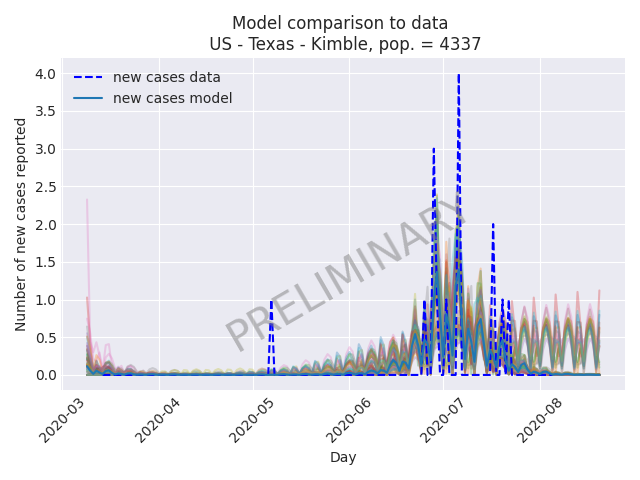 Model comparison to data
US - Texas - Kimble, pop. = 4337
new cases data
new cases model
PRELIMINARY
Number of new cases reported
4.0
3.5
3.0
2.5
2.0
1.5
1.0
0.5
0.0
2020-03
2020-04
2020-05
2020-06
2020-07
2020-08
Day